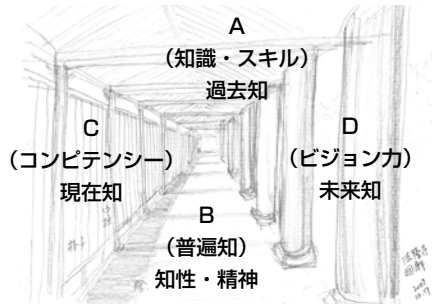 A
（知識・スキル）
過去知
C
（コンピテンシー）
現在知
D
（ビジョン力）
未来知
B
（普遍知）
知性・精神